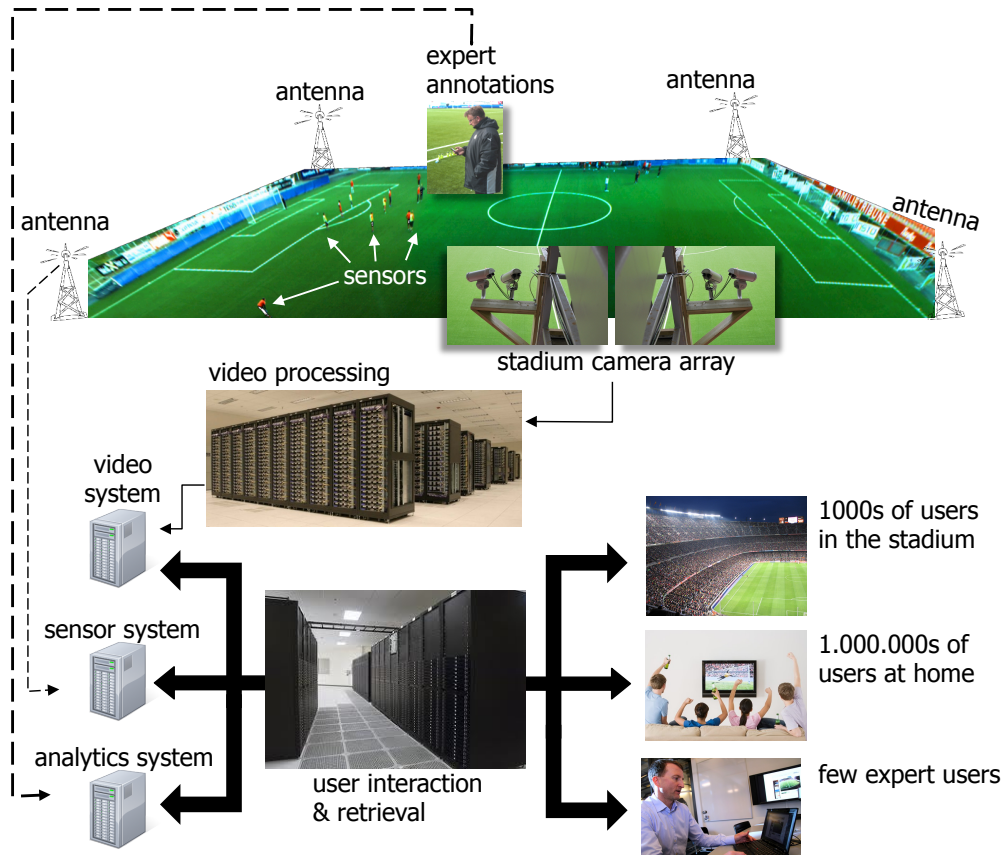 expert
annotations
antenna
antenna
antenna
antenna
sensors
stadium camera array
video processing
video
system
1000s of users
in the stadium
sensor system
1.000.000s of
users at home
analytics system
user interaction
& retrieval
few expert users